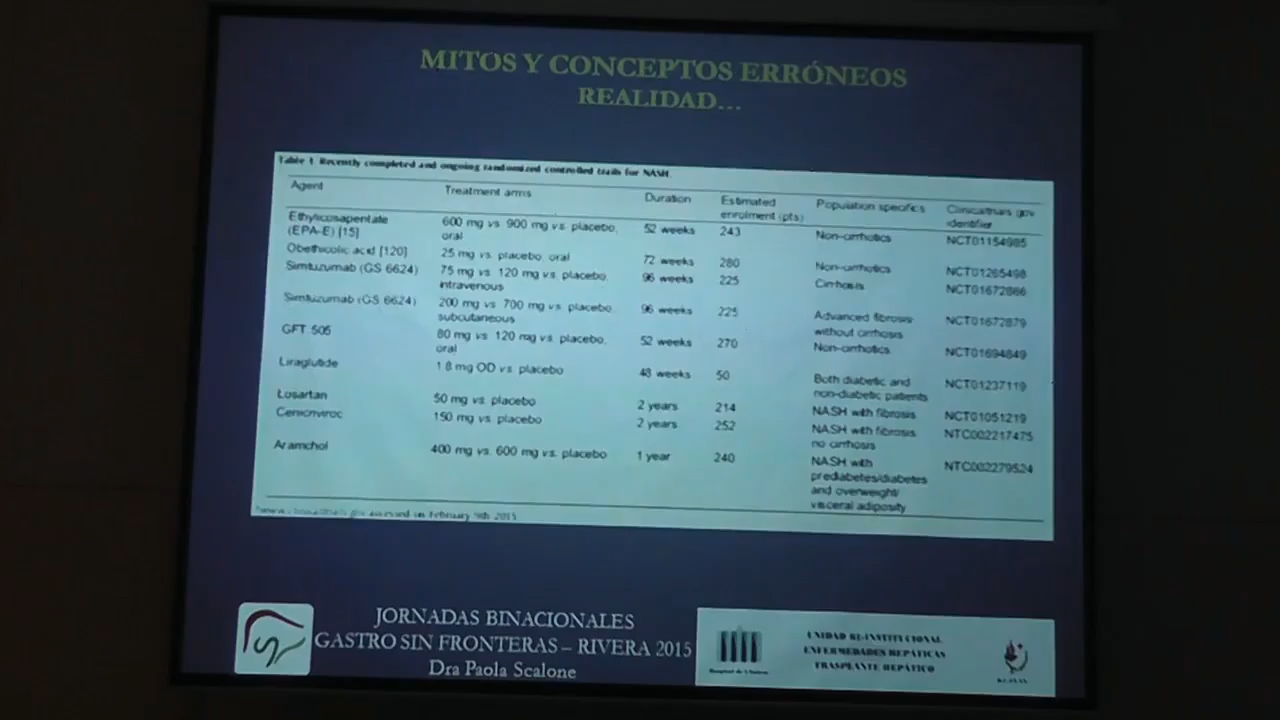 MITOS Y CONCEPTOS ERRÓNEOS
REALIDAD...
Table 1. Recently completed and ongoing randomized controlled trails for NASH.
Agent Treatment arms Duration Estimated enrolment (pts) Population specifics Clinicaltrials gov identifier
Ethylicosapentate (EPA-E) [15] 600 mg vs. 900 mg vs. placebo, oral 52 weeks 243 Non-cirrhotics NCT01154985
Obethicolic acid [120] 25 mg vs. placebo, oral 72 weeks 280 Non-cirrhotics NCT01265498
Simtuzumab (GS 6624) 75 mg vs. 120 mg vs. placebo, intravenous 96 weeks 225 Cirrhosis NCT01672866
Simtuzumab (GS 6624) 200 mg vs. 700 mg vs. placebo, subcutaneous 96 weeks 225 Advanced fibrosis without cirrhosis NCT01672879
GFT 505 80 mg vs. 120 mg vs. placebo, oral 52 weeks 270 Non-cirrhotics NCT01694849
Liraglutide 1.8 mg OD vs. placebo 48 weeks 50 Both diabetic and non-diabetic patients NCT01237119
Losartan 50 mg vs. placebo 2 years 214 NASH with fibrosis NCT01051219
Cenicriviroc 150 mg vs. placebo 2 years 252 NASH with fibrosis no cirrhosis NTC002217475
Aramchol 400 mg vs. 600 mg vs. placebo 1 year 240 NASH with prediabetes/diabetes and overweight/ visceral adiposity NTC002279524
accessed on February 9th 2015
JORNADAS BINACIONALES
GASTRO SIN FRONTERAS – RIVERA 2015
Dra Paola Scalone
UNIDAD BI-INSTITUCIONAL
ENFERMEDADES HEPÁTICAS
TRASPLANTE HEPÁTICO